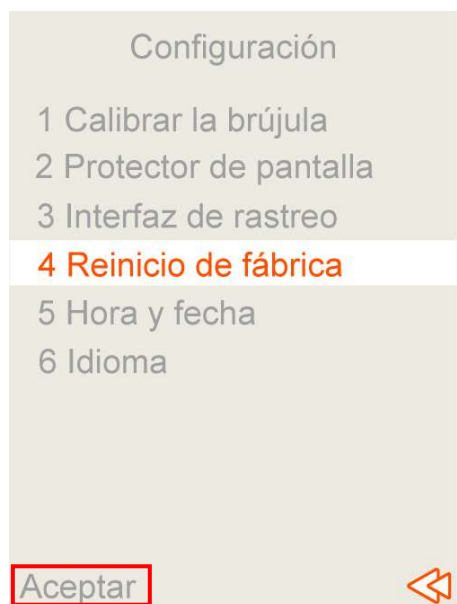 Configuración
1 Calibrar la brújula
2 Protector de pantalla
3 Interfaz de rastreo
4 Reinicio de fábrica
5 Hora y fecha
6 Idioma
Aceptar